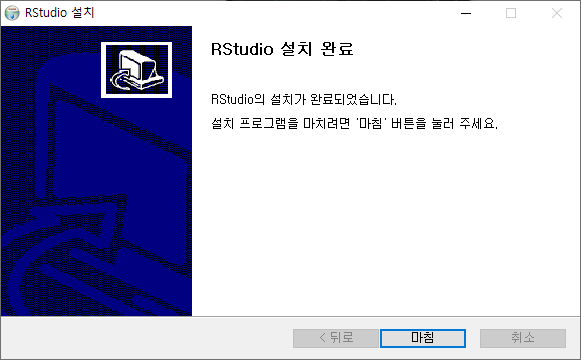 RStudio 설치
RStudio 설치 완료
RStudio의 설치가 완료되었습니다.
설치 프로그램을 마치려면 '마침' 버튼을 눌러 주세요.
< 뒤로
마침
취소